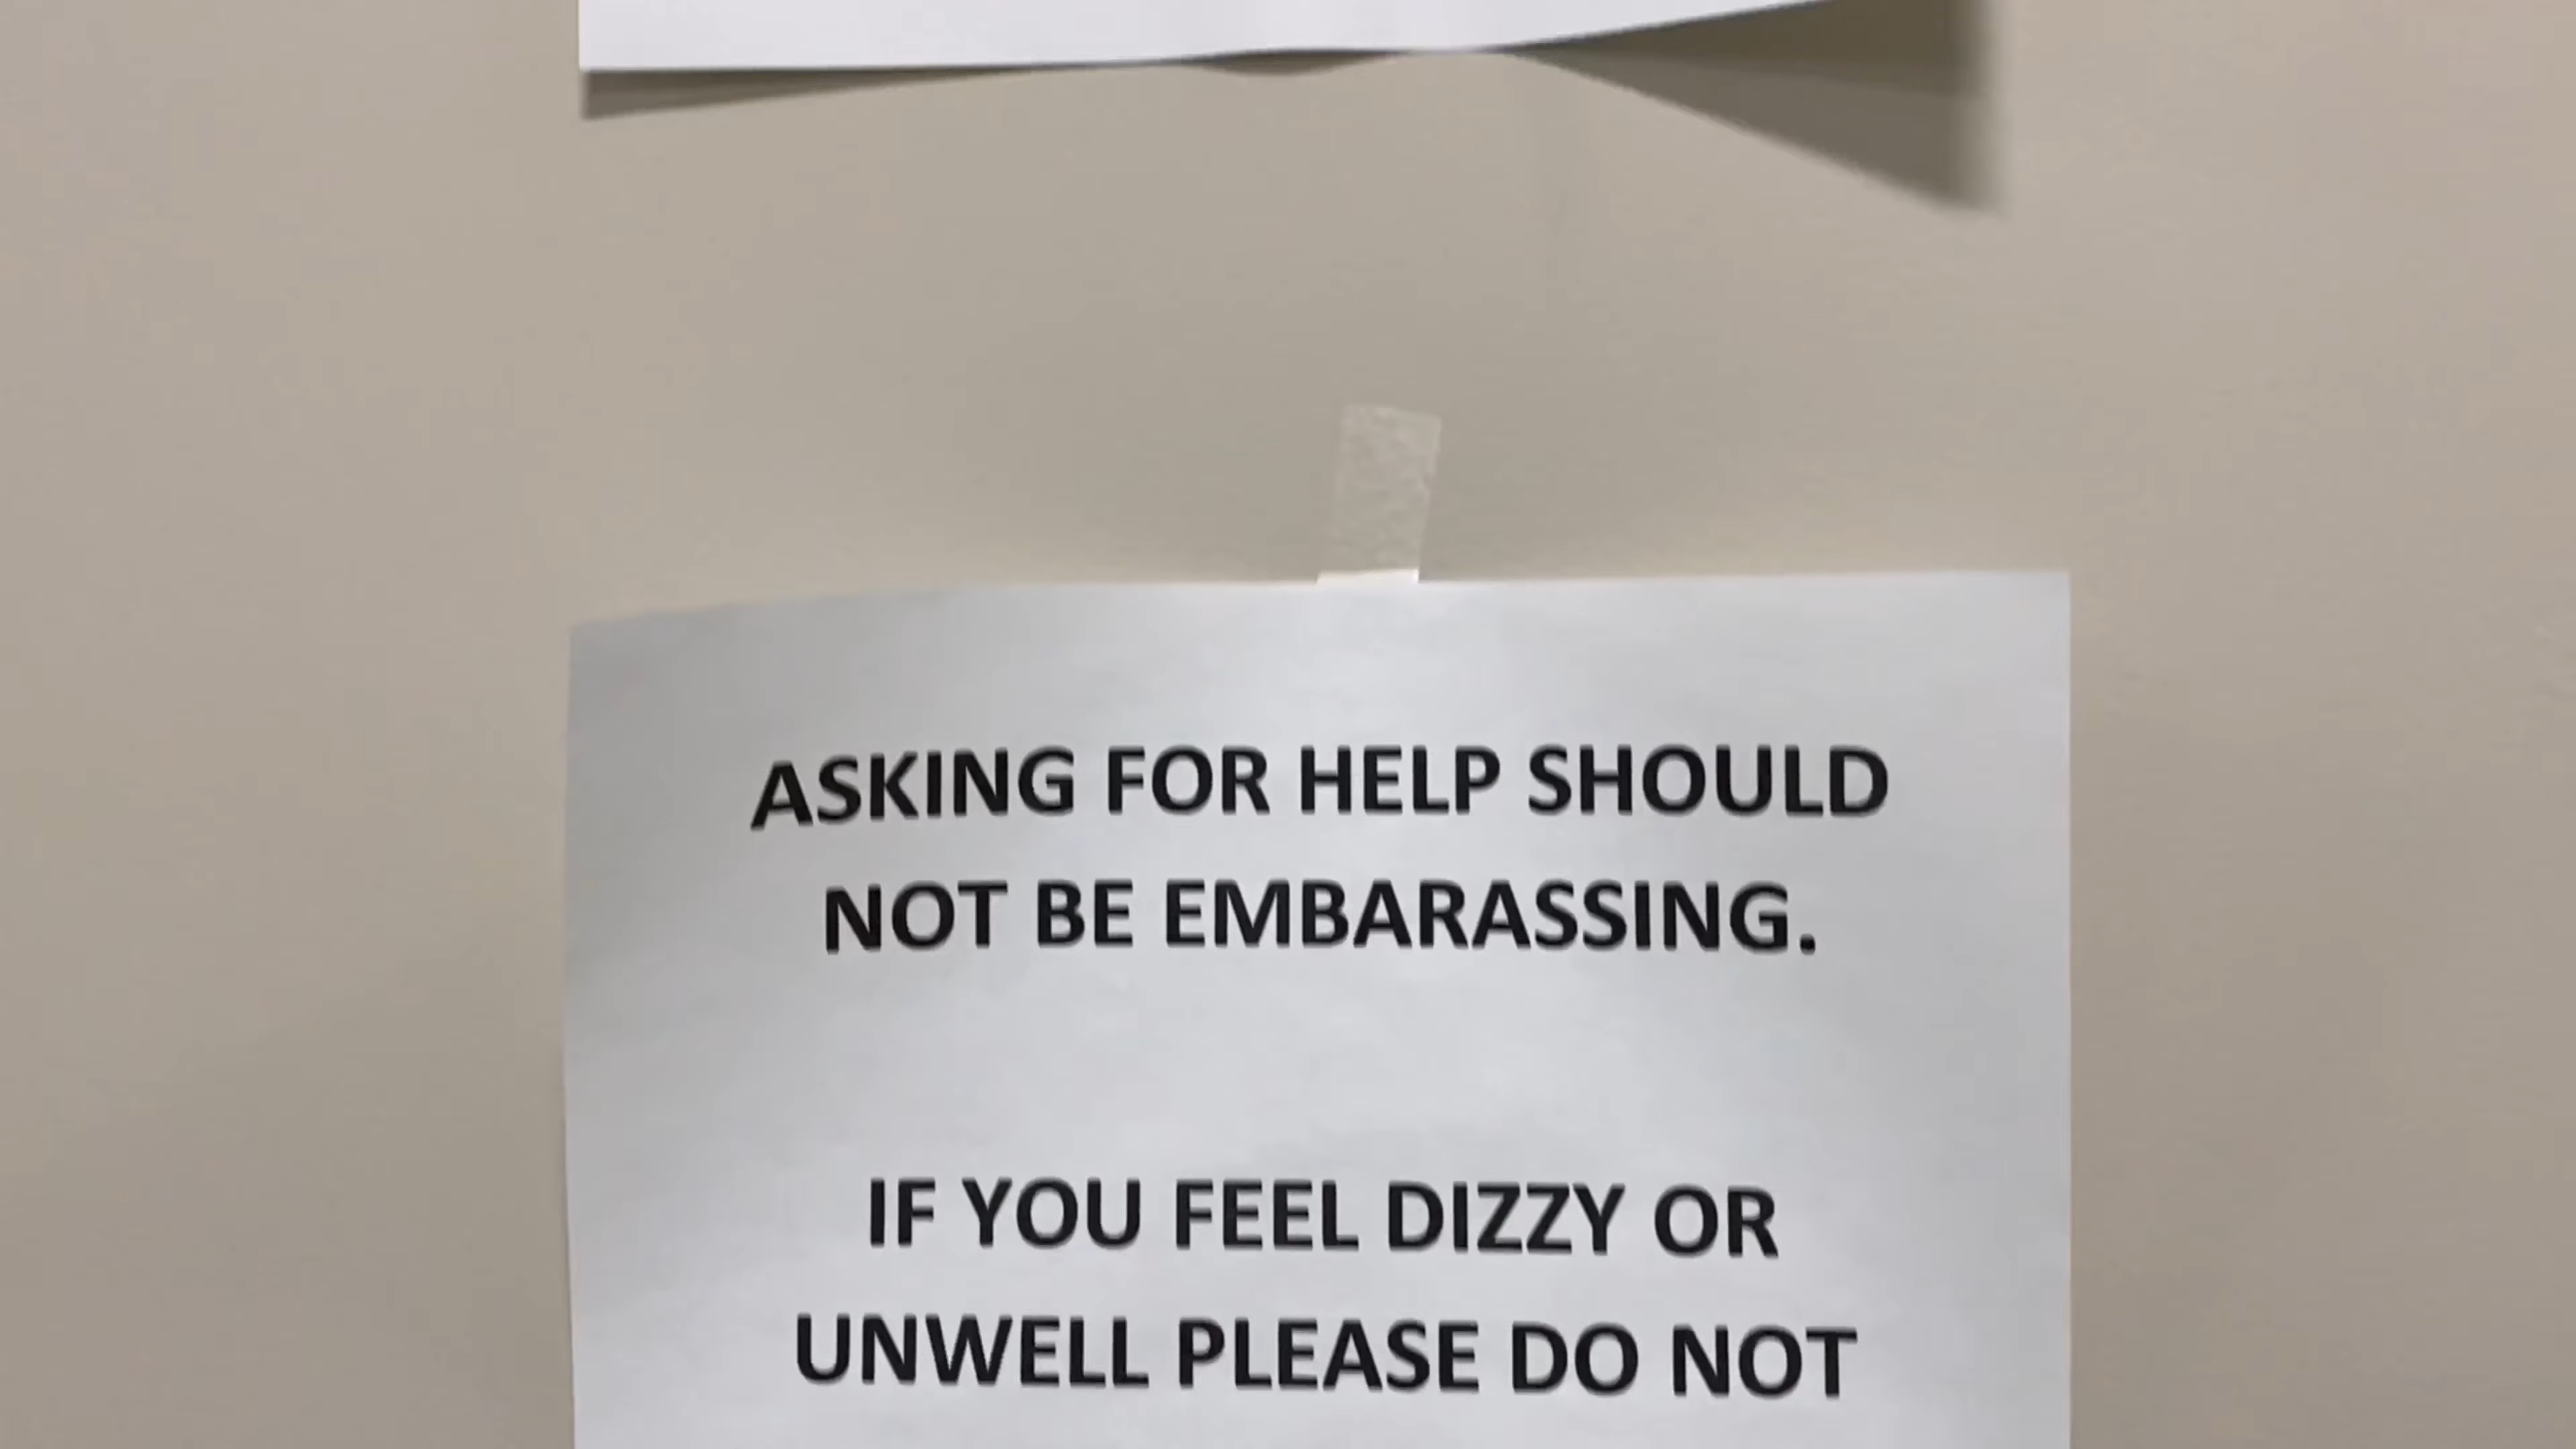 ASKING FOR HELP SHOULD
NOT BE EMBARASSING.
IF YOU FEEL DIZZY OR
UNWELL PLEASE DO NOT